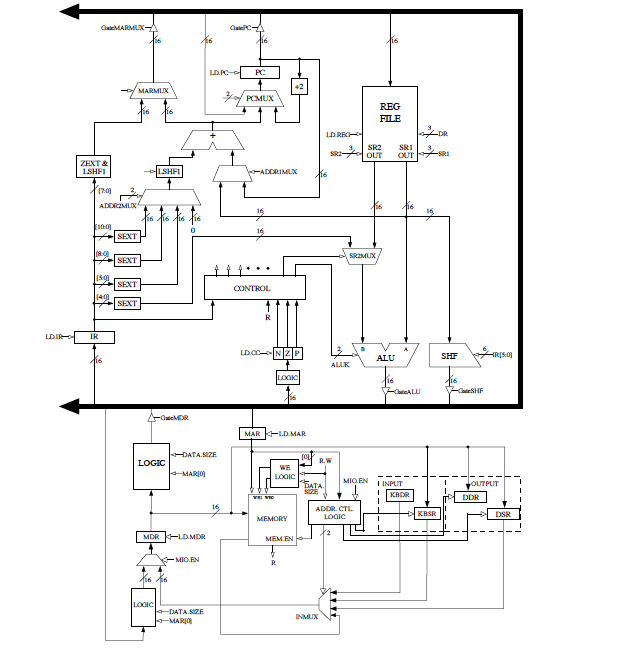 GateMARMUX
GatePC
16
16
16
16
LD.PC
PC
+2
MARMUX
2
PCMUX
REG
FILE
16
16
16
+
LD.REG
3
DR
SR2
3
SR2
OUT
SR1
OUT
3
SR1
ZEXT &
LSHF1
LSHF1
ADDR1MUX
16
[7:0]
2
ADDR2MUX
16
16
16
16
16
16
16
16
[10:0]
SEXT
0
16
[8:0]
SEXT
SR2MUX
[5:0]
SEXT
CONTROL
[4:0]
SEXT
R
LD.IR
IR
LD.CC
N
Z
P
2
ALUK
B
A
ALU
SHF
6
IR[5:0]
16
LOGIC
16
16
GateALU
GateSHF
16
GateMDR
MAR
LD.MAR
LOGIC
DATA.SIZE
MAR[0]
[0]
R.W
WE
LOGIC
DATA.
SIZE
MIO.EN
INPUT
KBDR
OUTPUT
DDR
WE1 WE0
16
MEMORY
ADDR. CTL.
LOGIC
KBSR
DSR
MDR
LD.MDR
MEM.EN
2
MIO.EN
R
16
16
LOGIC
DATA.SIZE
MAR[0]
INMUX